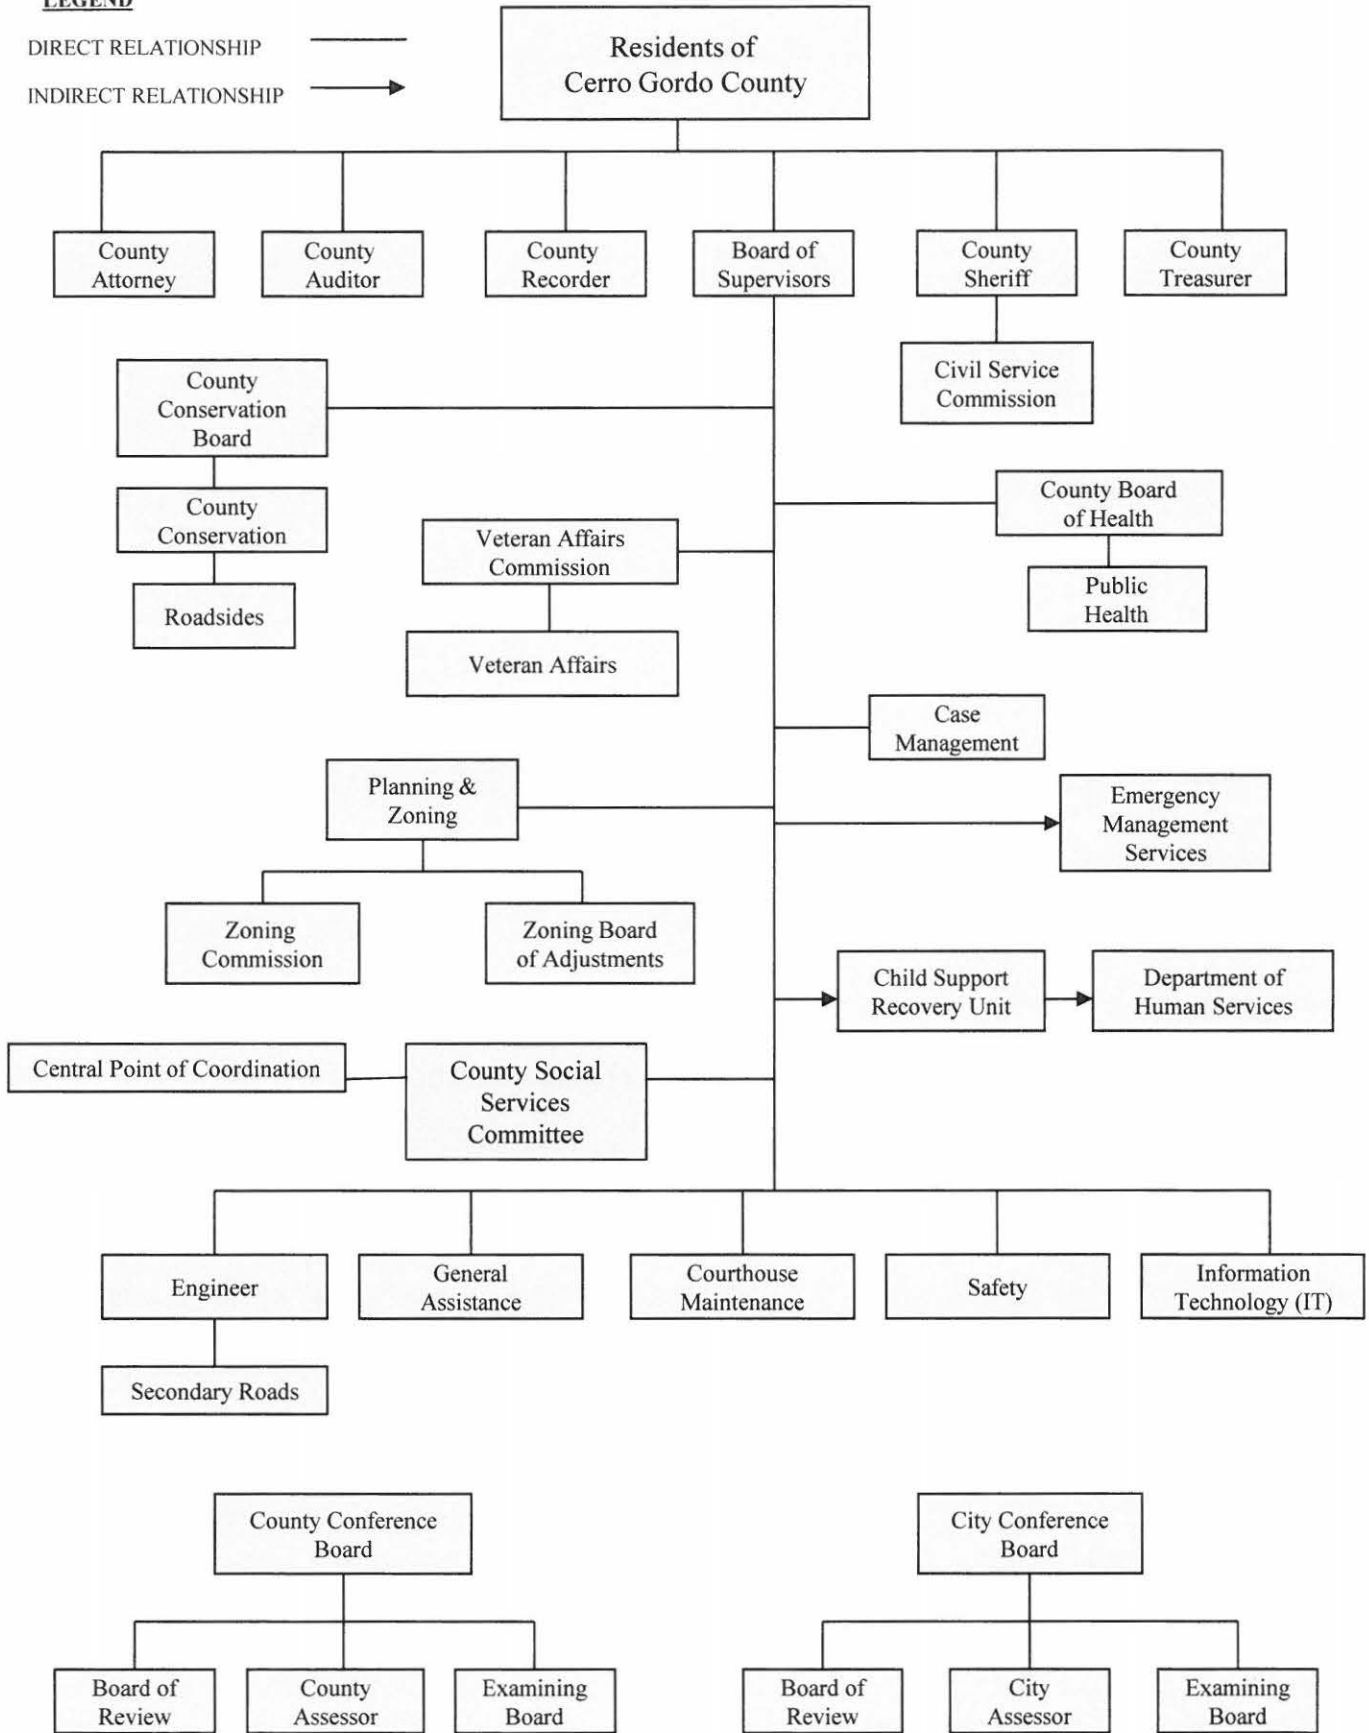 LEGEND
DIRECT RELATIONSHIP
INDIRECT RELATIONSHIP
Residents of
Cerro Gordo County
County
Attorney
County
Auditor
County
Recorder
Board of
Supervisors
County
Sheriff
County
Treasurer
Civil Service
Commission
County
Conservation
Board
County
Conservation
Roadsides
Veteran Affairs
Commission
Veteran Affairs
County Board
of Health
Public
Health
Case
Management
Planning &
Zoning
Emergency
Management
Services
Zoning
Commission
Zoning Board
of Adjustments
Child Support
Recovery Unit
Department of
Human Services
Central Point of Coordination
County Social
Services
Committee
Engineer
General
Assistance
Courthouse
Maintenance
Safety
Information
Technology (IT)
Secondary Roads
County Conference
Board
City Conference
Board
Board of
Review
County
Assessor
Examining
Board
Board of
Review
City
Assessor
Examining
Board